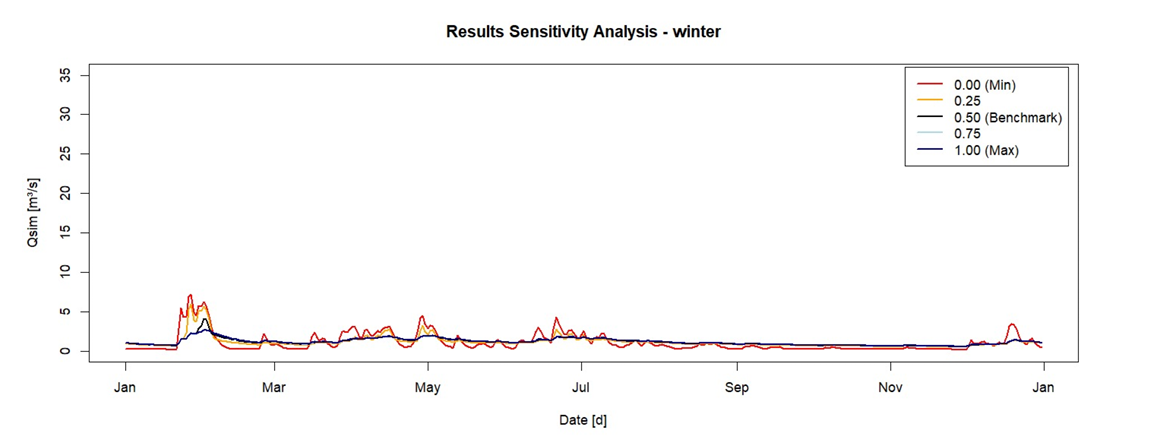 Results Sensitivity Analysis - winter
35
30
25
20
15
10
5
0
Qsim [m³/s]
0.00 (Min)
0.25
0.50 (Benchmark)
0.75
1.00 (Max)
Jan
Mar
May
Jul
Sep
Nov
Jan
Date [d]